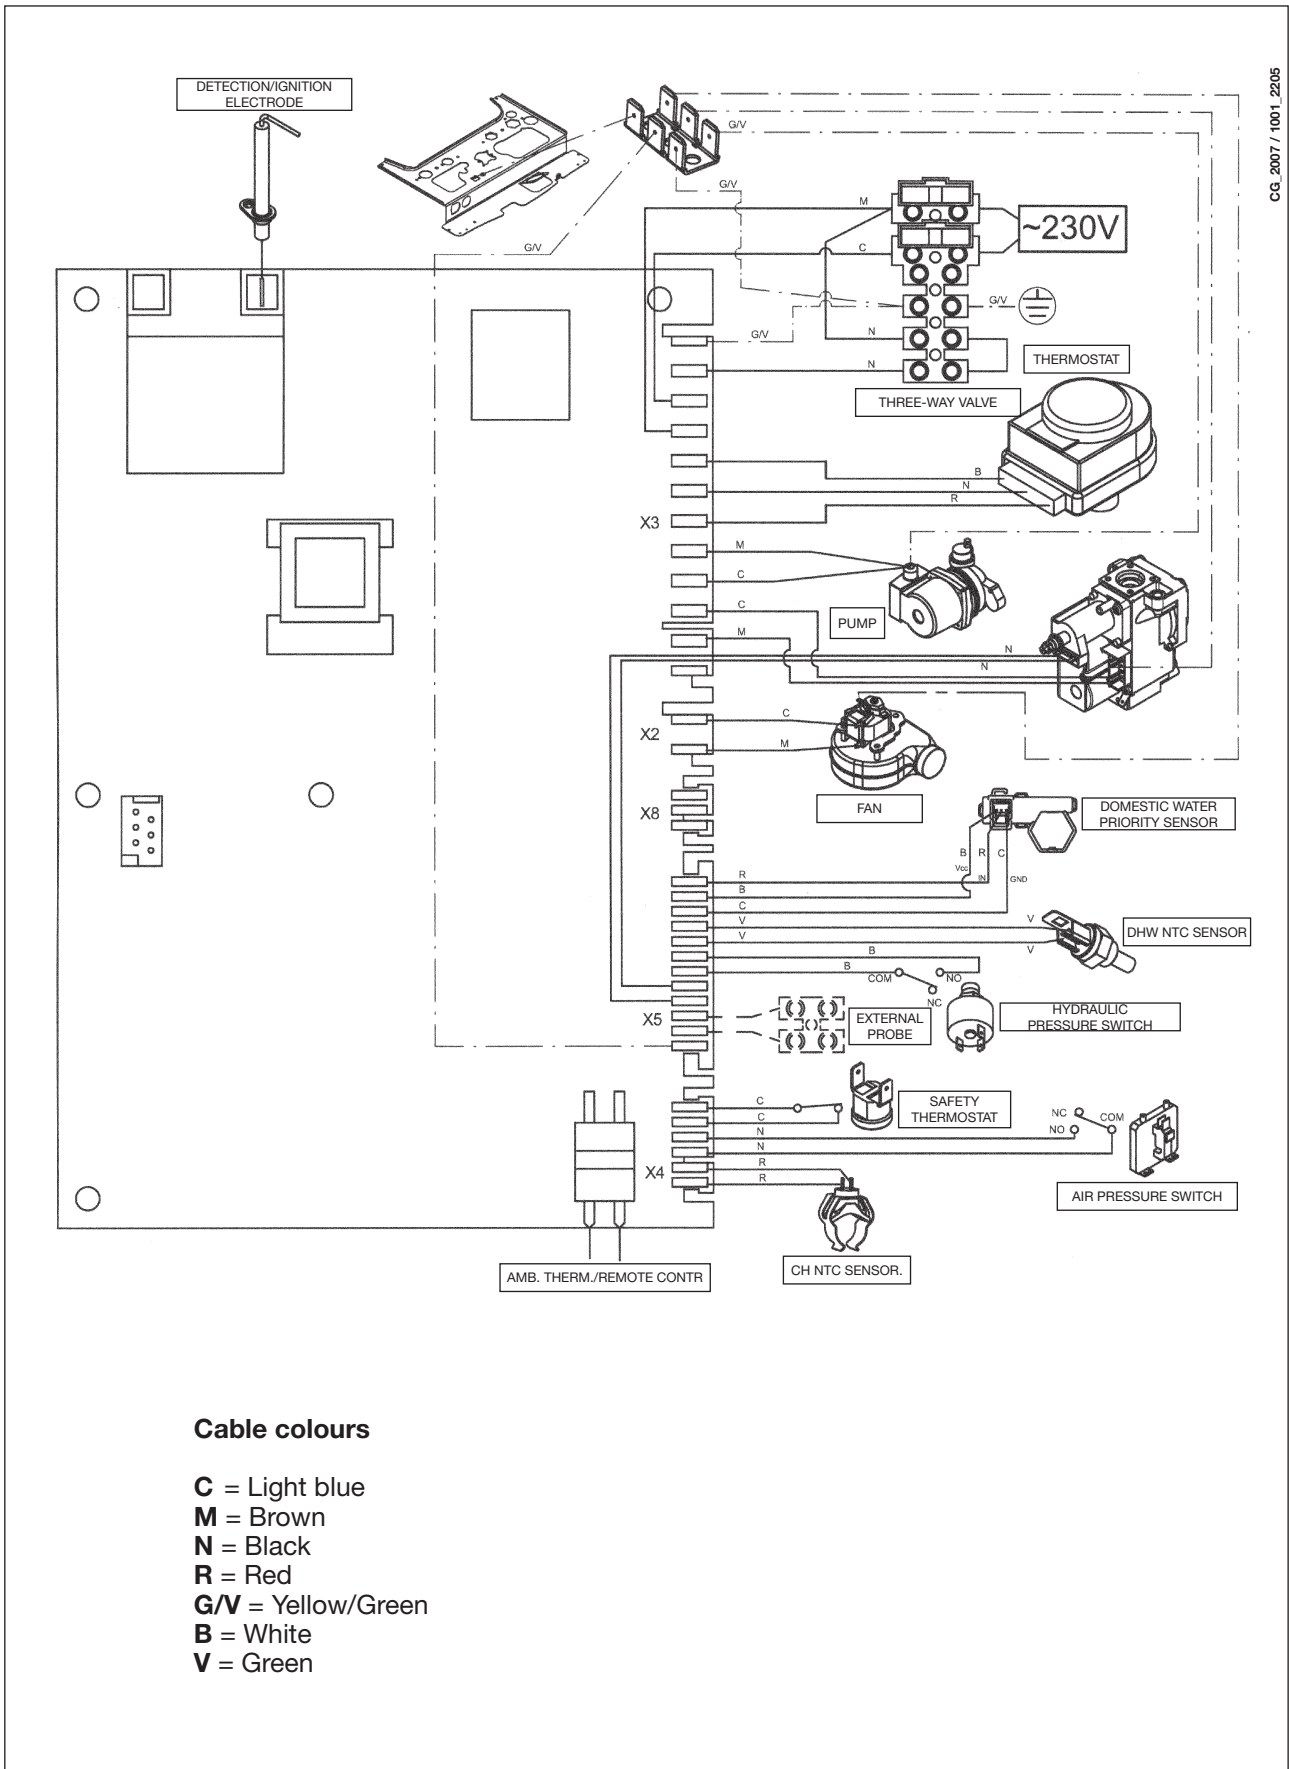 CG_2007 / 1001_2205
DETECTION/IGNITION
ELECTRODE
G/V
G/V
G/V
M
~230V
C
G/V
G/V
N
THERMOSTAT
N
THREE-WAY VALVE
B
N
R
X3
M
C
C
PUMP
M
N
N
C
X2
M
FAN
X8
DOMESTIC WATER
PRIORITY SENSOR
B R C
Vcc
IN
GND
R
B
C
V
V
V
V
DHW NTC SENSOR
B
B
COM
NO
NC
X5
EXTERNAL
PROBE
HYDRAULIC
PRESSURE SWITCH
C
C
SAFETY
THERMOSTAT
NC
COM
NO
N
N
R
R
X4
AIR PRESSURE SWITCH
AMB. THERM./REMOTE CONTR
CH NTC SENSOR.
Cable colours
C = Light blue
M = Brown
N = Black
R = Red
G/V = Yellow/Green
B = White
V = Green